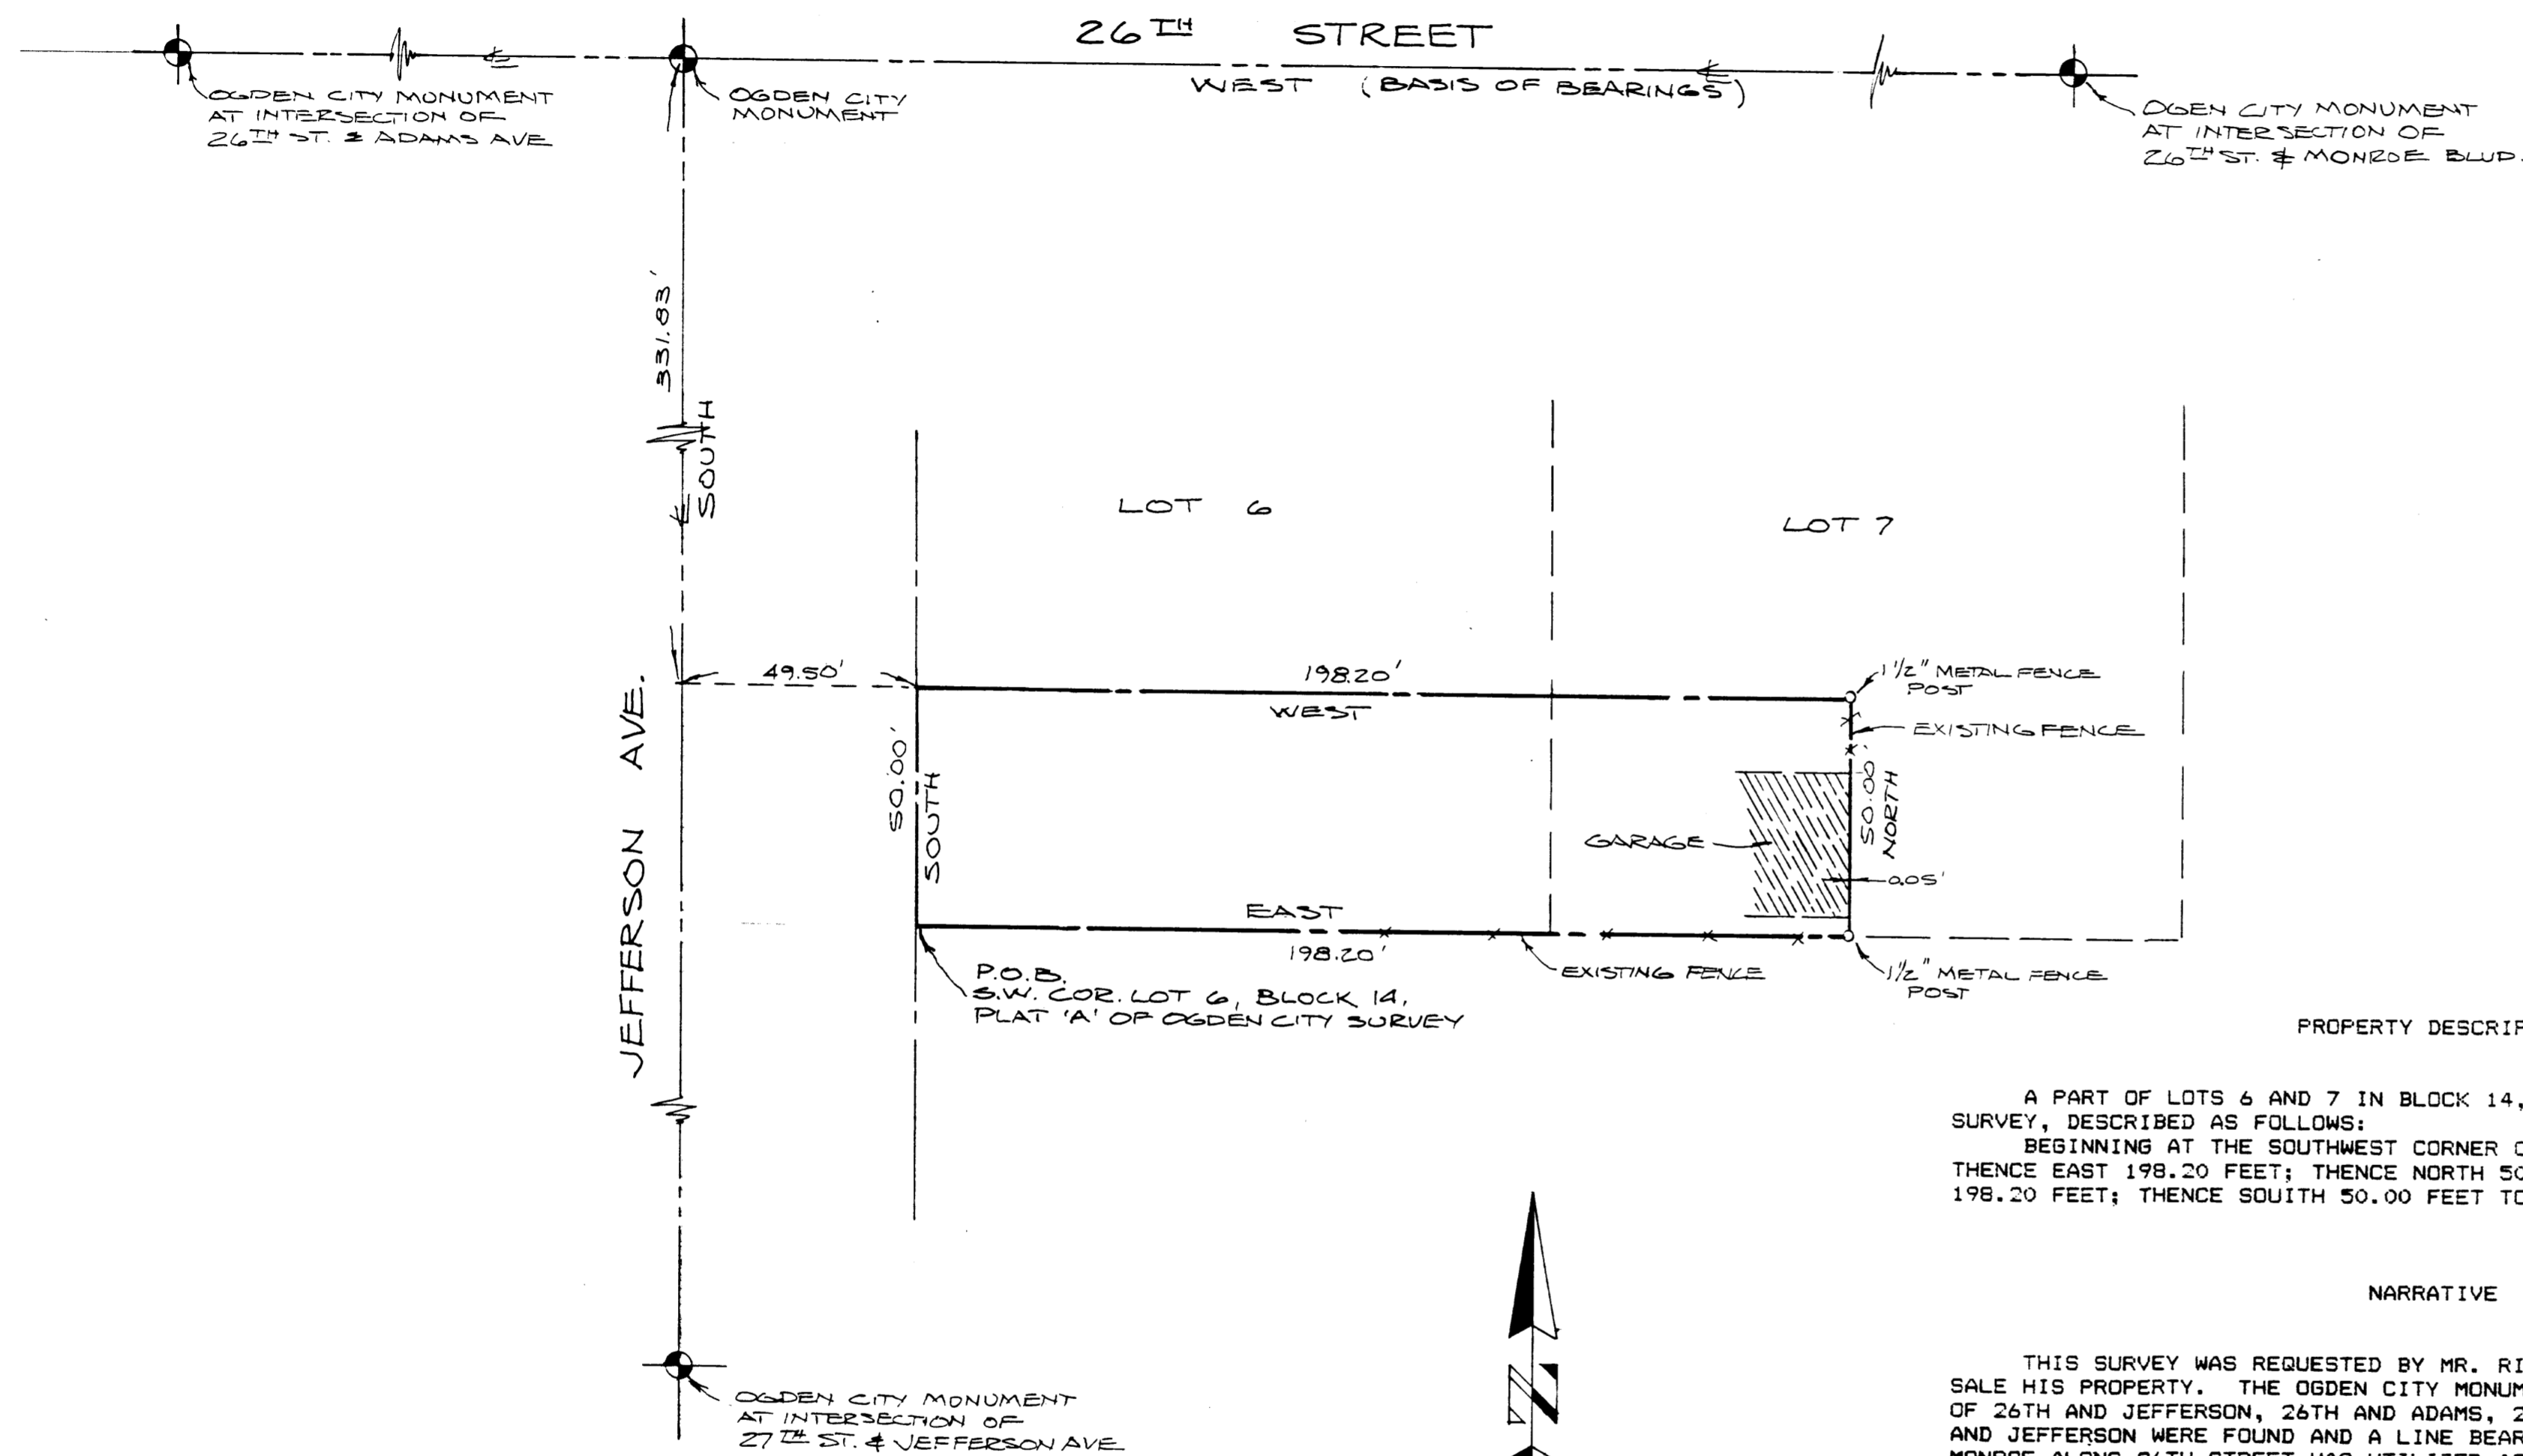 26TH STREET
WEST (BASIS OF BEARINGS)
OGDEN CITY MONUMENT
AT INTERSECTION OF
26TH ST. & ADAMS AVE
OGDEN CITY
MONUMENT
OGEN CITY MONUMENT
AT INTERSECTION OF
26TH ST. & MONROE BLVD.
331.83'
SOUTH
LOT 6
LOT 7
JEFFERSON AVE.
49.50'
198.20'
WEST
1 1/2" METAL FENCE
POST
EXISTING FENCE
50.00'
SOUTH
50.00'
NORTH
GARAGE
0.05'
EAST
198.20'
EXISTING FENCE
1 1/2" METAL FENCE
POST
P.O.B.
S.W. COR. LOT 6, BLOCK 14,
PLAT 'A' OF OGDEN CITY SURVEY
PROPERTY DESCRIP
A PART OF LOTS 6 AND 7 IN BLOCK 14,
SURVEY, DESCRIBED AS FOLLOWS:
BEGINNING AT THE SOUTHWEST CORNER O
THENCE EAST 198.20 FEET; THENCE NORTH 50
198.20 FEET; THENCE SOUITH 50.00 FEET TO
NARRATIVE
THIS SURVEY WAS REQUESTED BY MR. RI
SALE HIS PROPERTY. THE OGDEN CITY MONUM
OF 26TH AND JEFFERSON, 26TH AND ADAMS, 2
AND JEFFERSON WERE FOUND AND A LINE BEAR
MONROE ALONG 26TH STREET WAS UTILIZED
N
OGDEN CITY MONUMENT
AT INTERSECTION OF
27TH ST. & JEFFERSON AVE